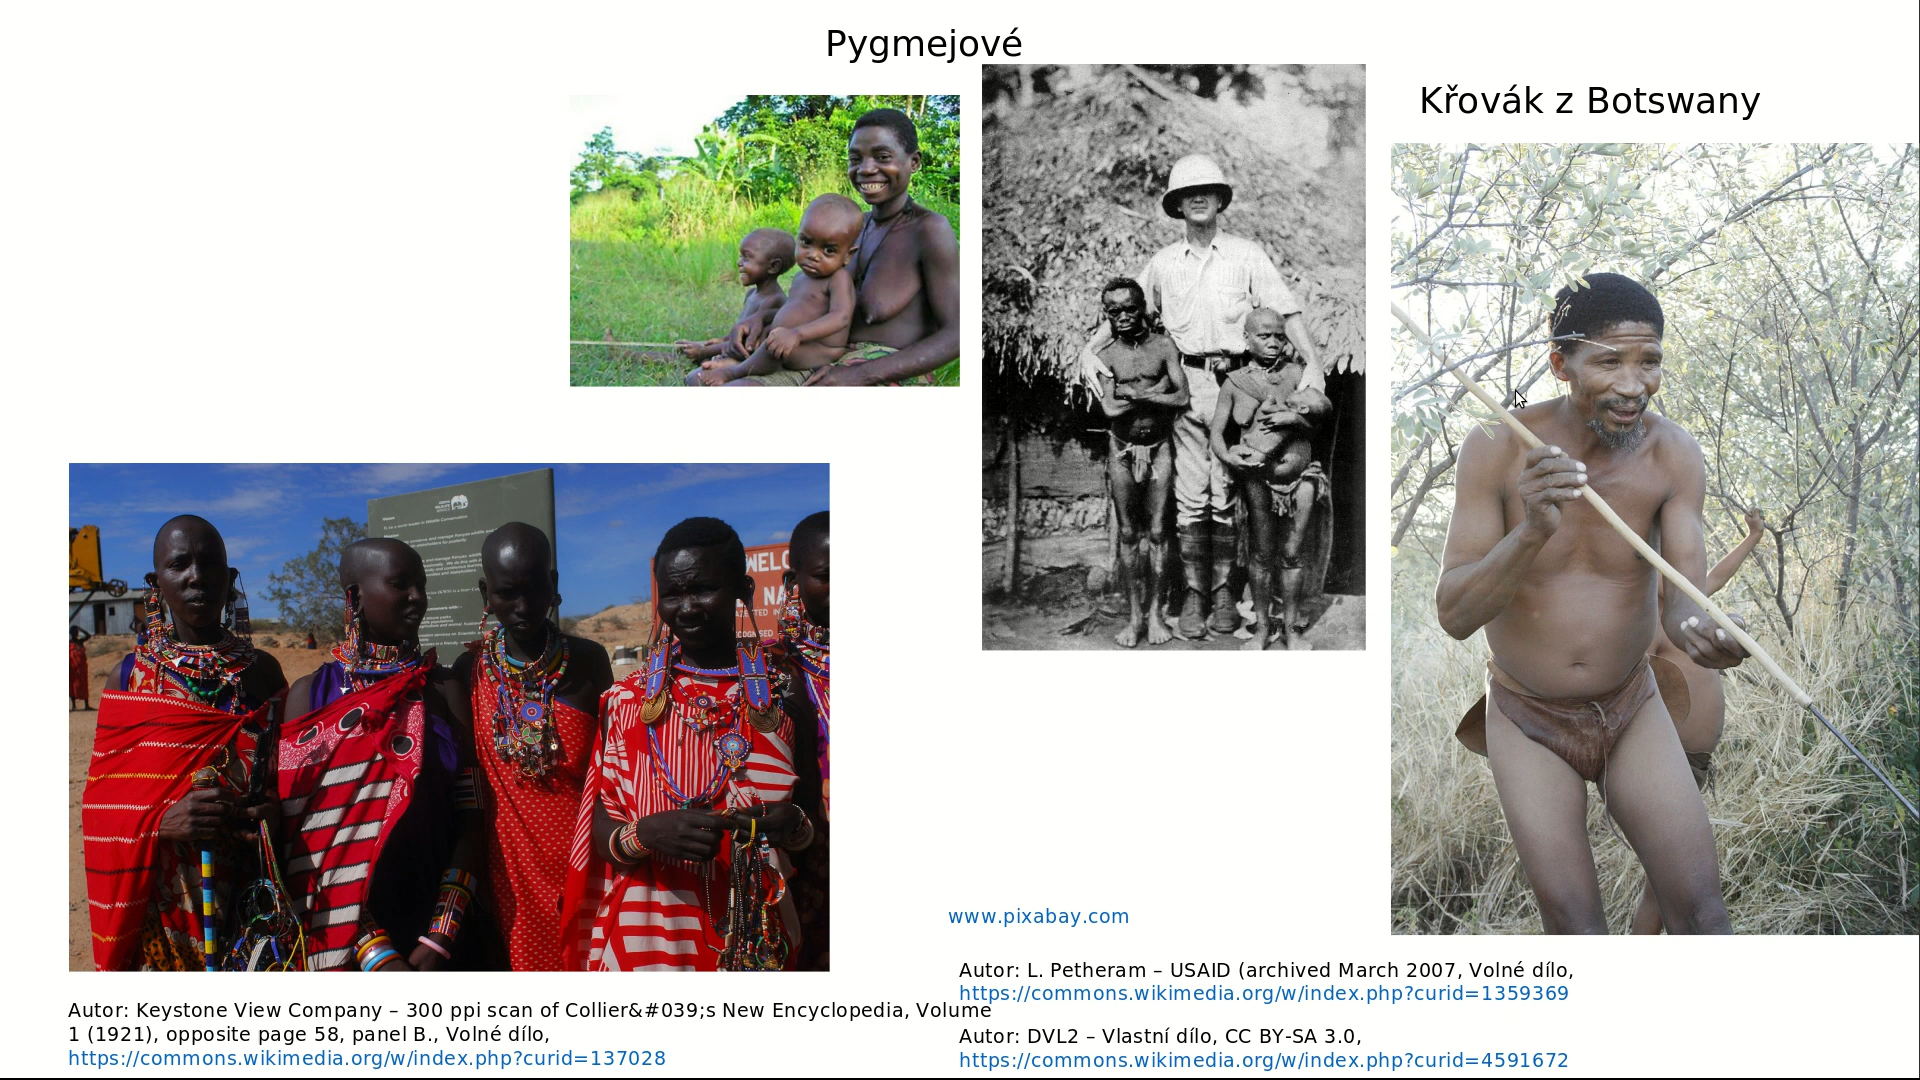 Pygmejové
Křovák z Botswany
WELC
NA
www.pixabay.com
Autor: L. Petheram – USAID (archived March 2007, Volné dílo,
https://commons.wikimedia.org/w/index.php?curid=1359369
Autor: Keystone View Company – 300 ppi scan of Collier&#039;s New Encyclopedia, Volume
1 (1921), opposite page 58, panel B., Volné dílo,
https://commons.wikimedia.org/w/index.php?curid=137028
Autor: DVL2 – Vlastní dílo, CC BY-SA 3.0,
https://commons.wikimedia.org/w/index.php?curid=4591672